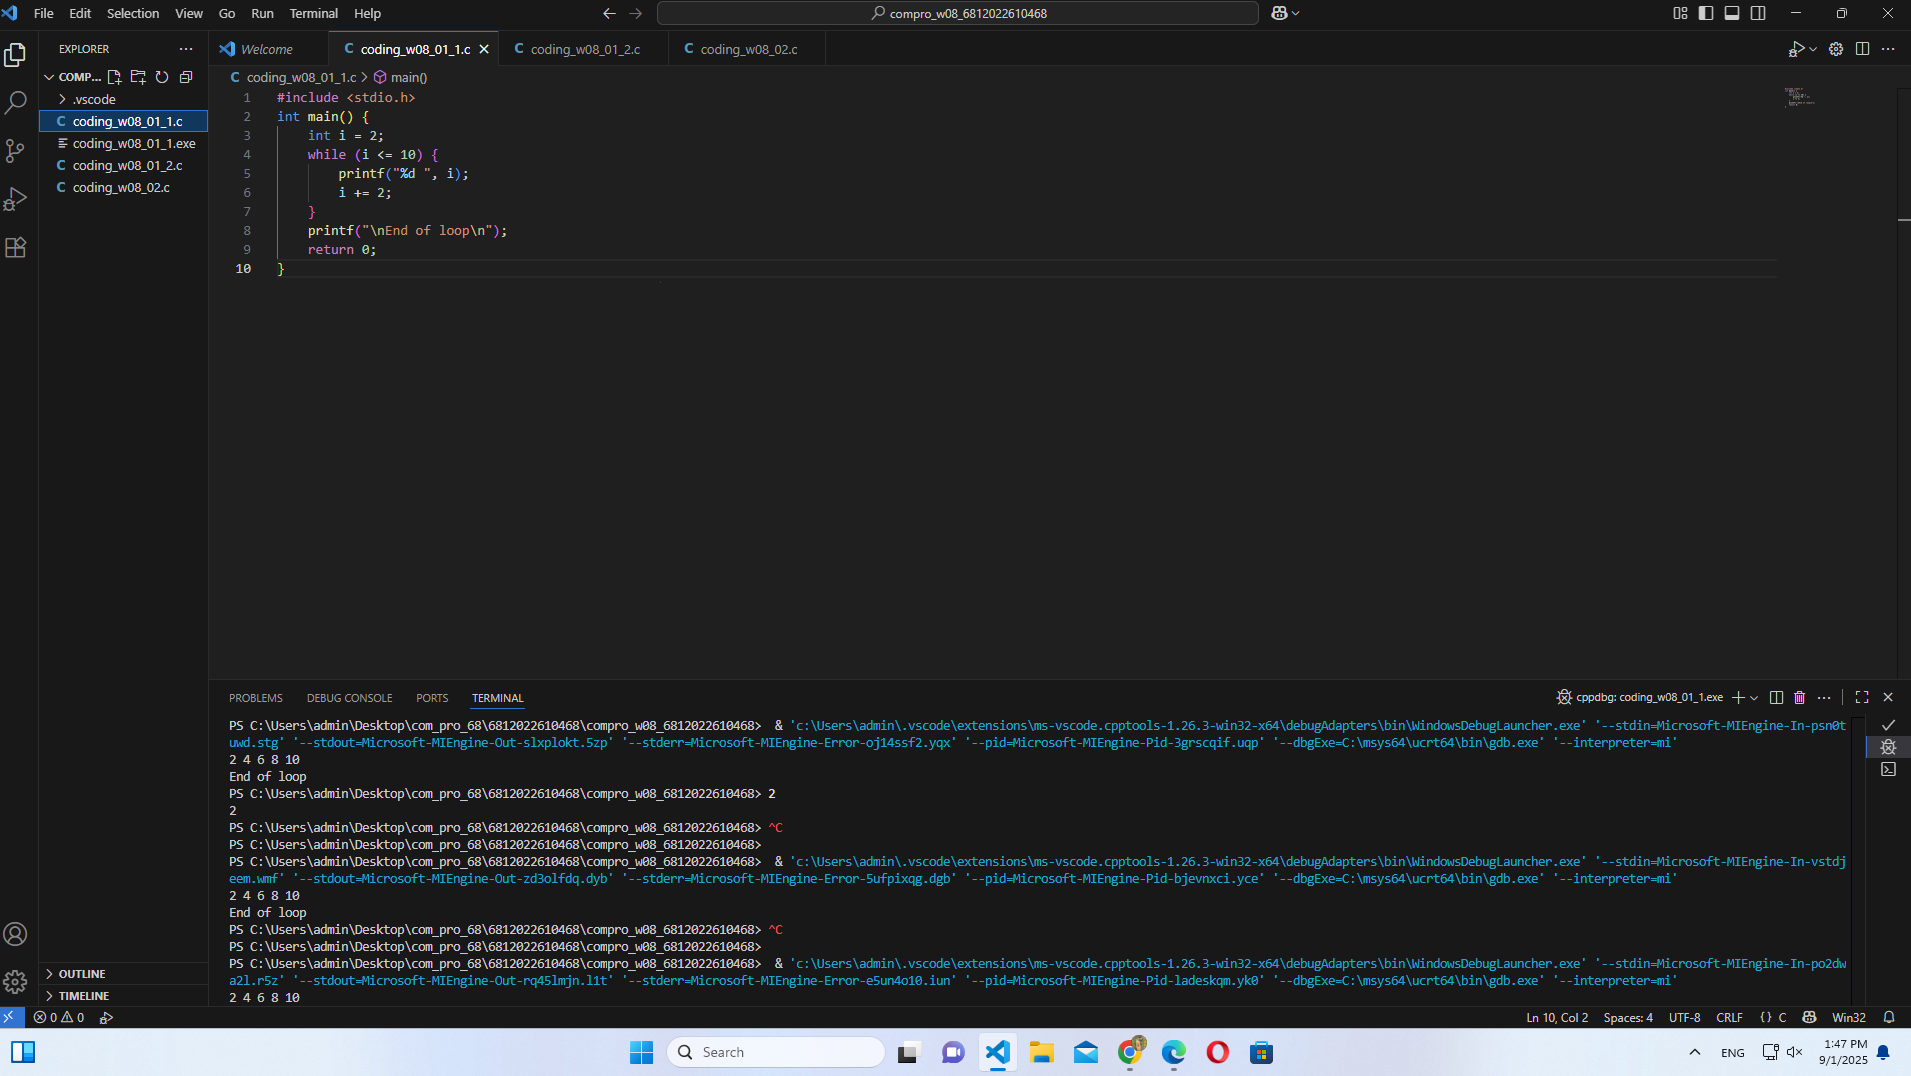 File Edit Selection View Go Run Terminal Help
compro_w08_6812022610468
EXPLORER
Welcome
coding_w08_01_1.c
coding_w08_01_2.c
coding_w08_02.c
COMP...
.vscode
coding_w08_01_1.c
coding_w08_01_1.exe
coding_w08_01_2.c
coding_w08_02.c
coding_w08_01_1.c > main()
1 #include <stdio.h>
2 int main() {
3     int i = 2;
4     while (i <= 10) {
5         printf("%d ", i);
6         i += 2;
7     }
8     printf("\nEnd of loop\n");
9     return 0;
10 }
PROBLEMS DEBUG CONSOLE PORTS TERMINAL
cppdbg: coding_w08_01_1.exe
PS C:\Users\admin\Desktop\com_pro_68\6812022610468\compro_w08_6812022610468>  & 'c:\Users\admin\.vscode\extensions\ms-vscode.cpptools-1.26.3-win32-x64\debugAdapters\bin\WindowsDebugLauncher.exe' '--stdin=Microsoft-MIEngine-In-psn0t
uwd.stg' '--stdout=Microsoft-MIEngine-Out-slxplokt.5zp' '--stderr=Microsoft-MIEngine-Error-oj14ssf2.yqx' '--pid=Microsoft-MIEngine-Pid-3grscqif.uqp' '--dbgExe=C:\msys64\ucrt64\bin\gdb.exe' '--interpreter=mi'
2 4 6 8 10
End of loop
PS C:\Users\admin\Desktop\com_pro_68\6812022610468\compro_w08_6812022610468> 2
2
PS C:\Users\admin\Desktop\com_pro_68\6812022610468\compro_w08_6812022610468> ^C
PS C:\Users\admin\Desktop\com_pro_68\6812022610468\compro_w08_6812022610468>
PS C:\Users\admin\Desktop\com_pro_68\6812022610468\compro_w08_6812022610468>  & 'c:\Users\admin\.vscode\extensions\ms-vscode.cpptools-1.26.3-win32-x64\debugAdapters\bin\WindowsDebugLauncher.exe' '--stdin=Microsoft-MIEngine-In-vstdj
eem.wmf' '--stdout=Microsoft-MIEngine-Out-zd3olfdq.dyb' '--stderr=Microsoft-MIEngine-Error-5ufpixqg.dgb' '--pid=Microsoft-MIEngine-Pid-bjevnxci.yce' '--dbgExe=C:\msys64\ucrt64\bin\gdb.exe' '--interpreter=mi'
2 4 6 8 10
End of loop
PS C:\Users\admin\Desktop\com_pro_68\6812022610468\compro_w08_6812022610468> ^C
PS C:\Users\admin\Desktop\com_pro_68\6812022610468\compro_w08_6812022610468>
PS C:\Users\admin\Desktop\com_pro_68\6812022610468\compro_w08_6812022610468>  & 'c:\Users\admin\.vscode\extensions\ms-vscode.cpptools-1.26.3-win32-x64\debugAdapters\bin\WindowsDebugLauncher.exe' '--stdin=Microsoft-MIEngine-In-po2dw
a2l.r5z' '--stdout=Microsoft-MIEngine-Out-rq45lmjn.l1t' '--stderr=Microsoft-MIEngine-Error-e5un4o10.iun' '--pid=Microsoft-MIEngine-Pid-ladeskqm.yk0' '--dbgExe=C:\msys64\ucrt64\bin\gdb.exe' '--interpreter=mi'
2 4 6 8 10
OUTLINE
TIMELINE
0 0
Ln 10, Col 2 Spaces: 4 UTF-8 CRLF {} C Win32
Search
ENG
1:47 PM
9/1/2025